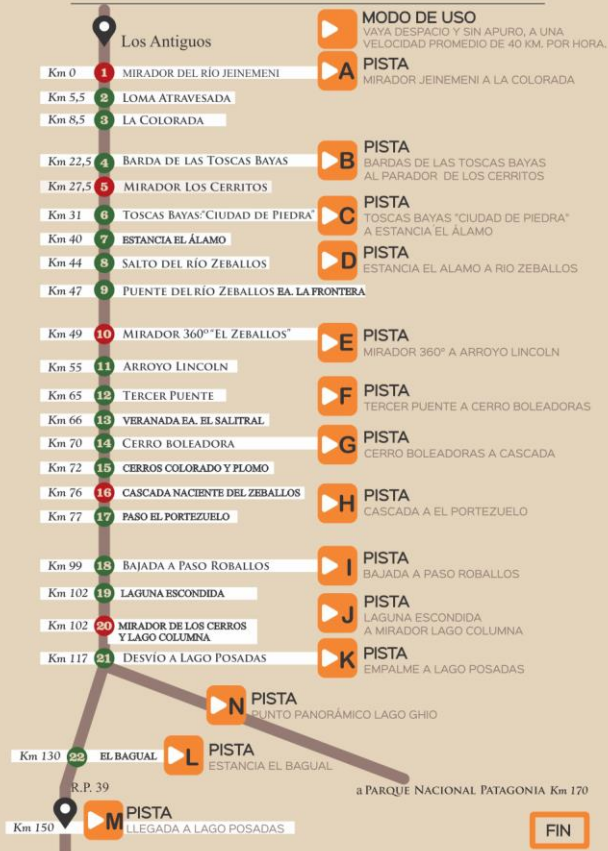 MODO DE USO
VAYA DESPACIO Y SIN APURO, A UNA
VELOCIDAD PROMEDIO DE 40 KM. POR HORA.
Los Antiguos
Km 0 1 MIRADOR DEL RÍO JEINEMENI
A PISTA
MIRADOR JEINEMENI A LA COLORADA
Km 5,5 2 LOMA ATRAVESADA
Km 8,5 3 LA COLORADA
Km 22,5 4 BARDA DE LAS TOSCAS BAYAS
B PISTA
BARDAS DE LAS TOSCAS BAYAS
AL PARADOR DE LOS CERRITOS
Km 27,5 5 MIRADOR LOS CERRITOS
Km 31 6 TOSCAS BAYAS:"CIUDAD DE PIEDRA"
C PISTA
TOSCAS BAYAS "CIUDAD DE PIEDRA"
A ESTANCIA EL ÁLAMO
Km 40 7 ESTANCIA EL ÁLAMO
Km 44 8 SALTO DEL RÍO ZEBALLOS
D PISTA
ESTANCIA EL ALAMO A RIO ZEBALLOS
Km 47 9 PUENTE DEL RÍO ZEBALLOS EA. LA FRONTERA
Km 49 10 MIRADOR 360º "EL ZEBALLOS"
E PISTA
MIRADOR 360º A ARROYO LINCOLN
Km 55 11 ARROYO LINCOLN
Km 65 12 TERCER PUENTE
F PISTA
TERCER PUENTE A CERRO BOLEADORAS
Km 66 13 VERANADA EA. EL SALITRAL
Km 70 14 CERRO BOLEADORA
G PISTA
CERRO BOLEADORAS A CASCADA
Km 72 15 CERROS COLORADO Y PLOMO
Km 76 16 CASCADA NACIENTE DEL ZEBALLOS
H PISTA
CASCADA A EL PORTEZUELO
Km 77 17 PASO EL PORTEZUELO
Km 99 18 BAJADA A PASO ROBALLOS
I PISTA
BAJADA A PASO ROBALLOS
Km 102 19 LAGUNA ESCONDIDA
J PISTA
LAGUNA ESCONDIDA
A MIRADOR LAGO COLUMNA
Km 102 20 MIRADOR DE LOS CERROS
Y LAGO COLUMNA
Km 117 21 DESVÍO A LAGO POSADAS
K PISTA
EMPALME A LAGO POSADAS
N PISTA
PUNTO PANORÁMICO LAGO GHIO
Km 130 22 EL BAGUAL
L PISTA
ESTANCIA EL BAGUAL
R.P. 39
a PARQUE NACIONAL PATAGONIA Km 170
Km 150
M PISTA
LLEGADA A LAGO POSADAS
FIN